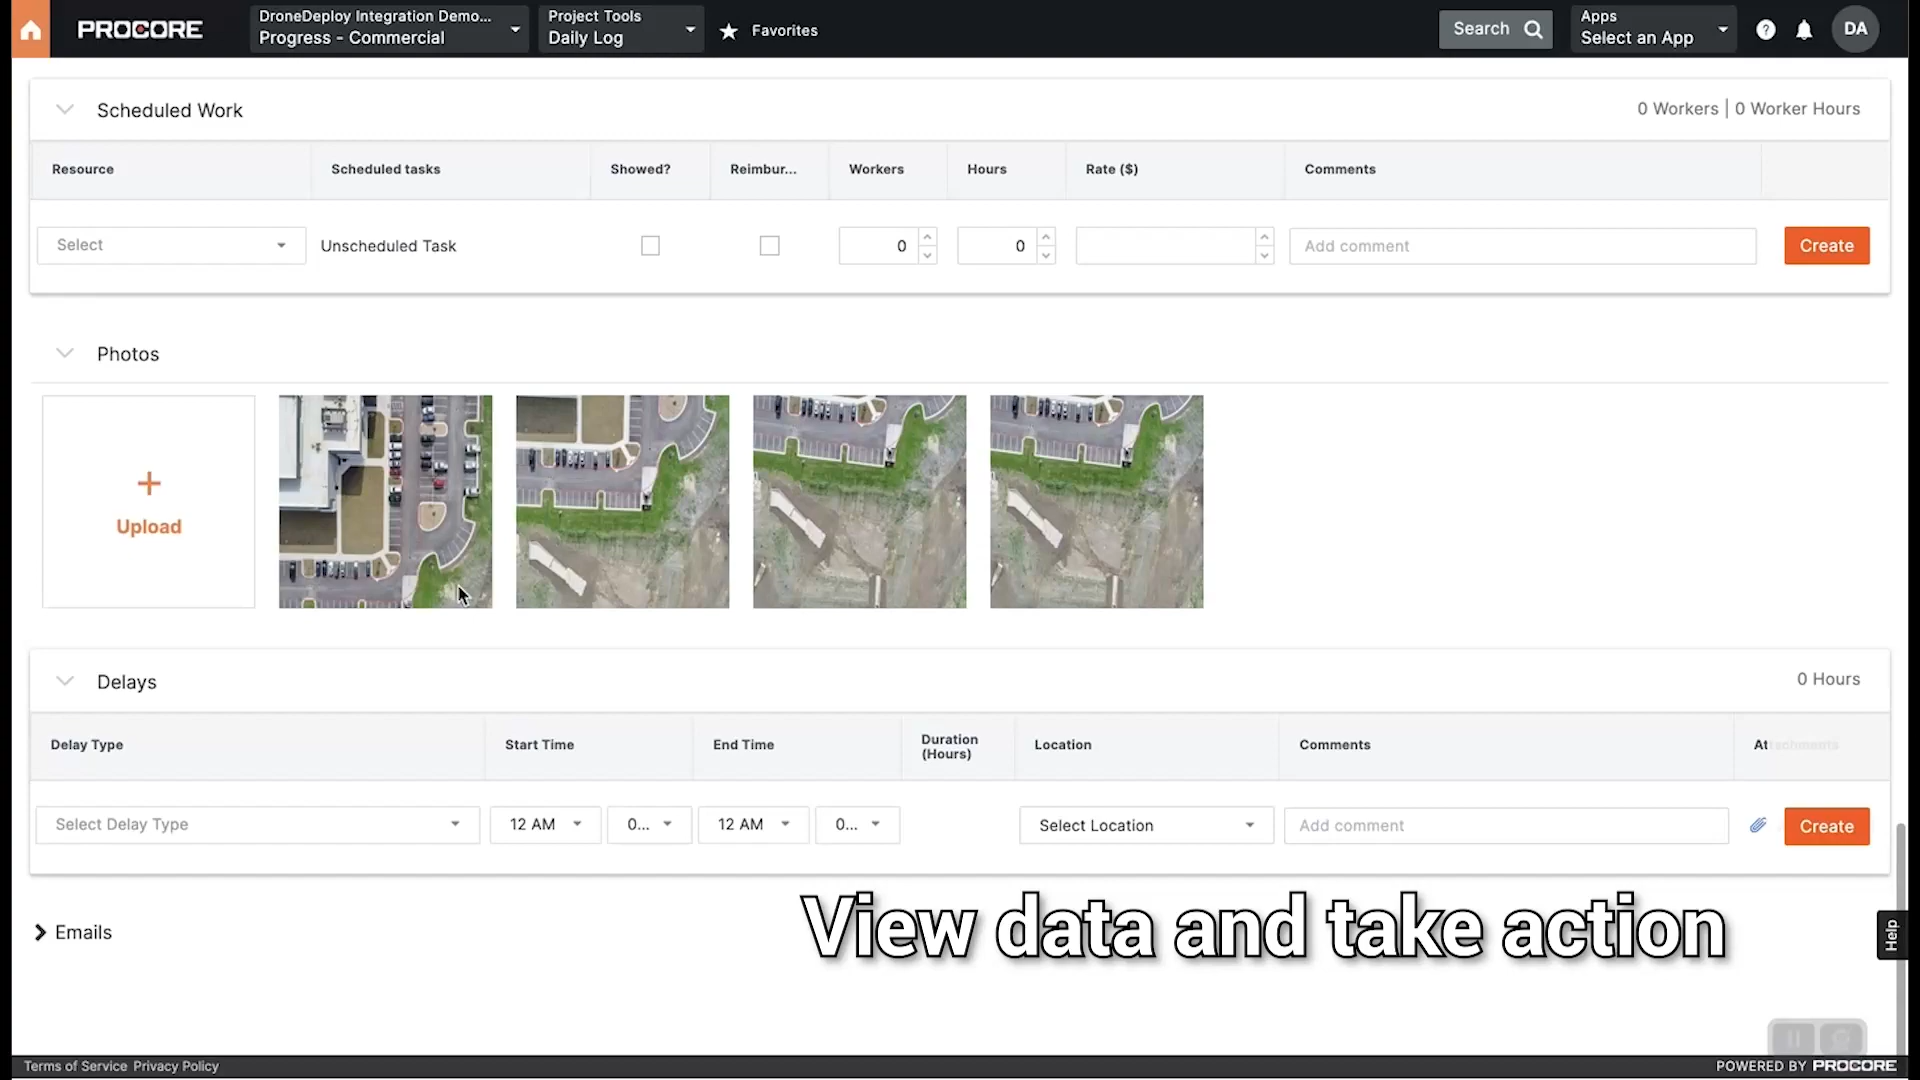 PROCORE
DroneDeploy Integration Demo...
Progress - Commercial
Project Tools
Daily Log
Favorites
Search
Apps
Select an App
DA
Scheduled Work
0 Workers | 0 Worker Hours
Resource
Scheduled tasks
Showed?
Reimbur...
Workers
Hours
Rate ($)
Comments
Select
Unscheduled Task
0
0
Add comment
Create
Photos
+
Upload
Delays
0 Hours
Delay Type
Start Time
End Time
Duration
(Hours)
Location
Comments
Attachments
Select Delay Type
12 AM
0...
12 AM
0...
Select Location
Add comment
Create
View data and take action
Emails
Help
Terms of Service Privacy Policy
POWERED BY PROCORE